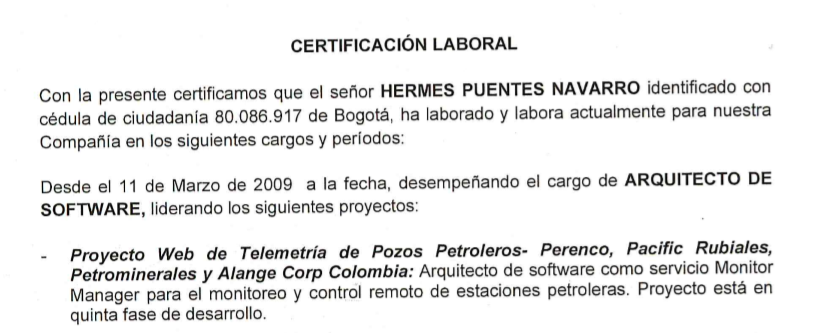 CERTIFICACIÓN LABORAL
Con la presente certificamos que el señor HERMES PUENTES NAVARRO identificado con
cédula de ciudadanía 80.086.917 de Bogotá, ha laborado y labora actualmente para nuestra
Compañía en los siguientes cargos y períodos:
Desde el 11 de Marzo de 2009 a la fecha, desempeñando el cargo de ARQUITECTO DE
SOFTWARE, liderando los siguientes proyectos:
- Proyecto Web de Telemetría de Pozos Petroleros- Perenco, Pacific Rubiales,
Petrominerales y Alange Corp Colombia: Arquitecto de software como servicio Monitor
Manager para el monitoreo y control remoto de estaciones petroleras. Proyecto está en
quinta fase de desarrollo.